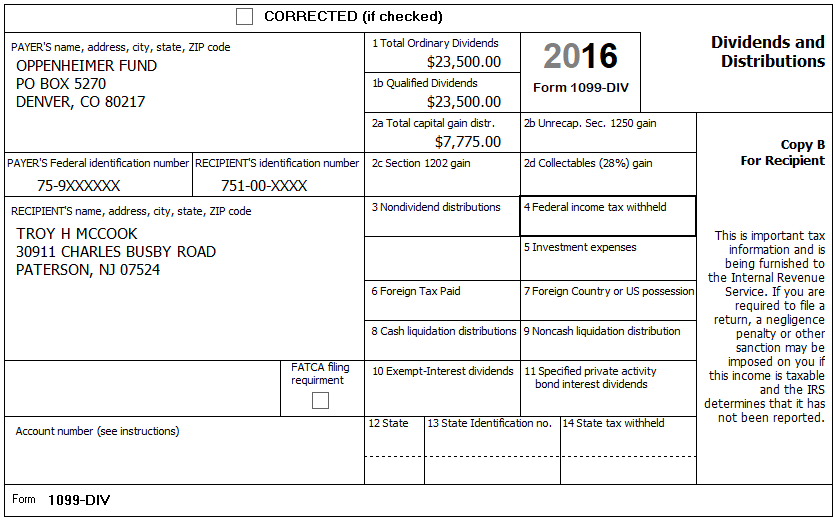 CORRECTED (if checked)
PAYER'S name, address, city, state, ZIP code
OPPENHEIMER FUND
PO BOX 5270
DENVER, CO 80217
1 Total Ordinary Dividends
$23,500.00
1b Qualified Dividends
$23,500.00
2016
Form 1099-DIV
Dividends and
Distributions
2a Total capital gain distr.
$7,775.00
2b Unrecap. Sec. 1250 gain
Copy B
For Recipient
PAYER'S Federal identification number
75-9XXXXXX
RECIPIENT'S identification number
751-00-XXXX
2c Section 1202 gain
2d Collectables (28%) gain
RECIPIENT'S name, address, city, state, ZIP code
TROY H MCCOOK
30911 CHARLES BUSBY ROAD
PATERSON, NJ 07524
3 Nondividend distributions
4 Federal income tax withheld
5 Investment expenses
6 Foreign Tax Paid
7 Foreign Country or US possession
8 Cash liquidation distributions
9 Noncash liquidation distribution
This is important tax
information and is
being furnished to
the Internal Revenue
Service. If you are
required to file a
return, a negligence
penalty or other
sanction may be
imposed on you if
this income is taxable
and the IRS
determines that it has
not been reported.
FATCA filing
requirment
10 Exempt-Interest dividends
11 Specified private activity
bond interest dividends
Account number (see instructions)
12 State
13 State Identification no.
14 State tax withheld
Form 1099-DIV